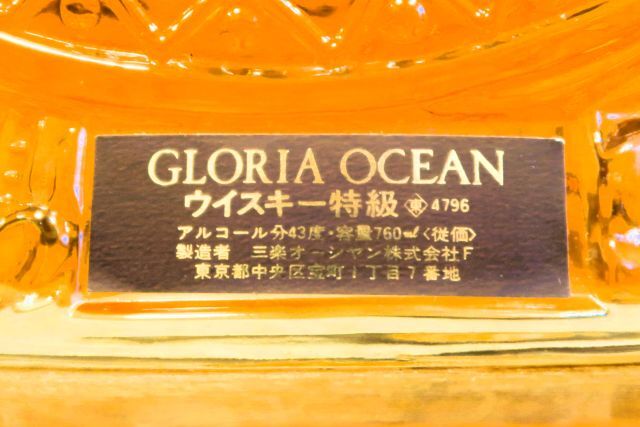 GLORIA OCEAN
ウイスキー特級 東 4796
アルコール分43度・容量760㎖<従価>
製造者 三楽オーシャン株式会社F
東京都中央区宝町1丁目7番地